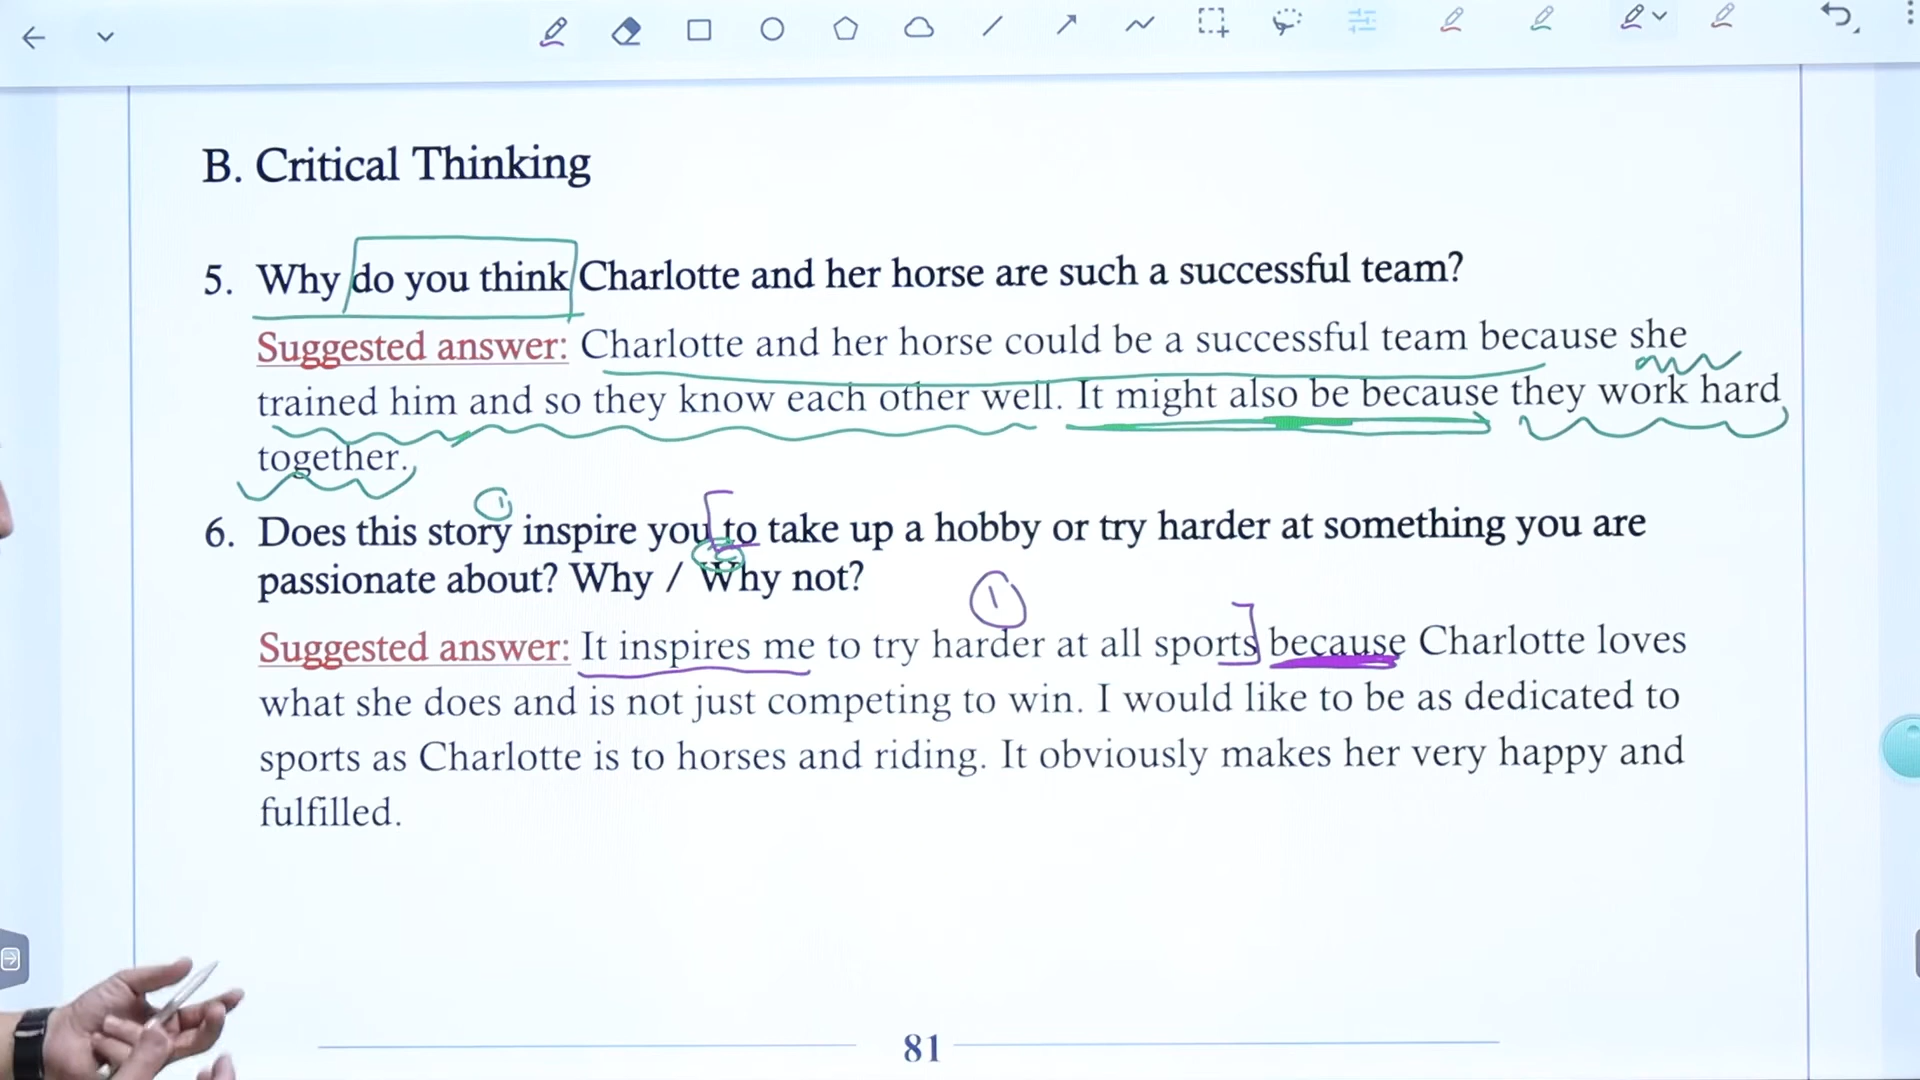 B. Critical Thinking
5. Why do you think Charlotte and her horse are such a successful team?
Suggested answer: Charlotte and her horse could be a successful team because she
trained him and so they know each other well. It might also be because they work hard
together.
1
6. Does this story inspire you to take up a hobby or try harder at something you are
passionate about? Why / Why not?
1
Suggested answer: It inspires me to try harder at all sports because Charlotte loves
what she does and is not just competing to win. I would like to be as dedicated to
sports as Charlotte is to horses and riding. It obviously makes her very happy and
fulfilled.
81